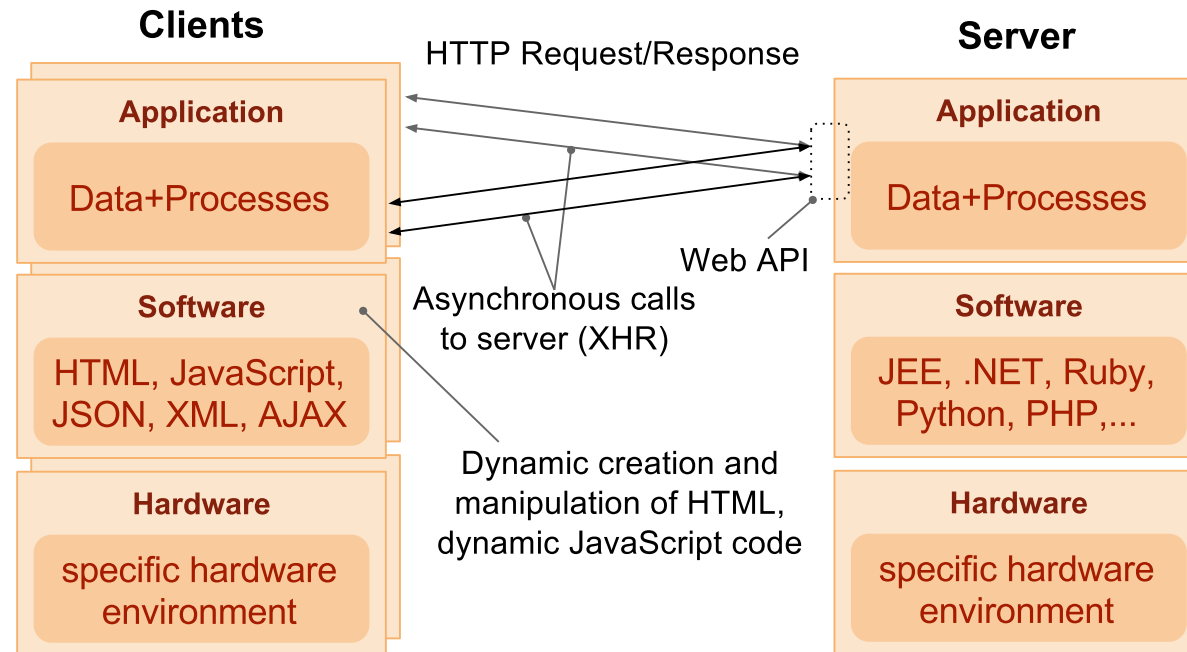 Clients
HTTP Request/Response
Server
Application
Data+Processes
Application
Data+Processes
Web API
Asynchronous calls
to server (XHR)
Software
HTML, JavaScript,
JSON, XML, AJAX
Software
JEE, .NET, Ruby,
Python, PHP,...
Dynamic creation and
manipulation of HTML,
dynamic JavaScript code
Hardware
specific hardware
environment
Hardware
specific hardware
environment